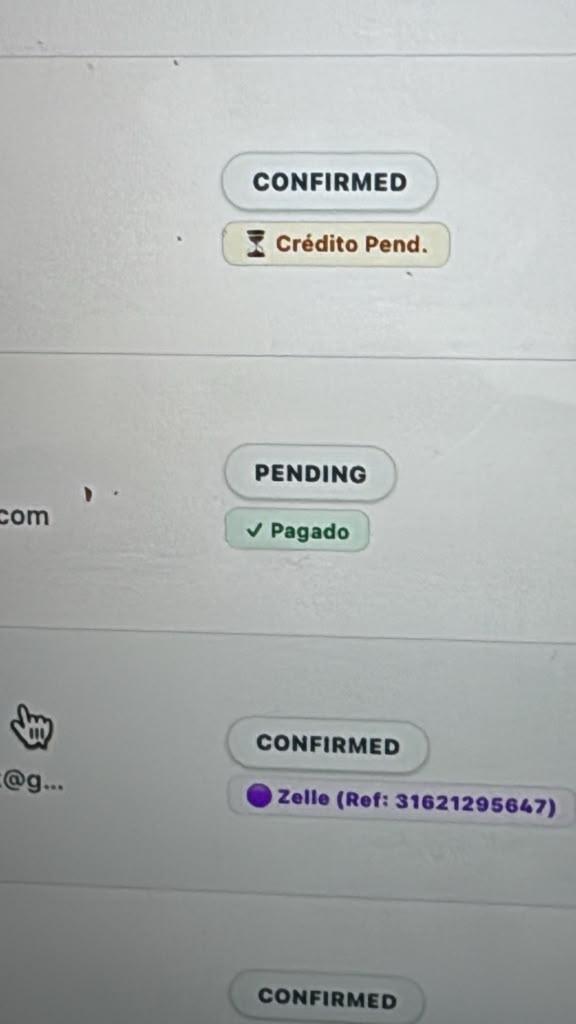 CONFIRMED
⏳ Crédito Pend.
PENDING
com
✓ Pagado
CONFIRMED
@g...
Zelle (Ref: 31621295647)
CONFIRMED